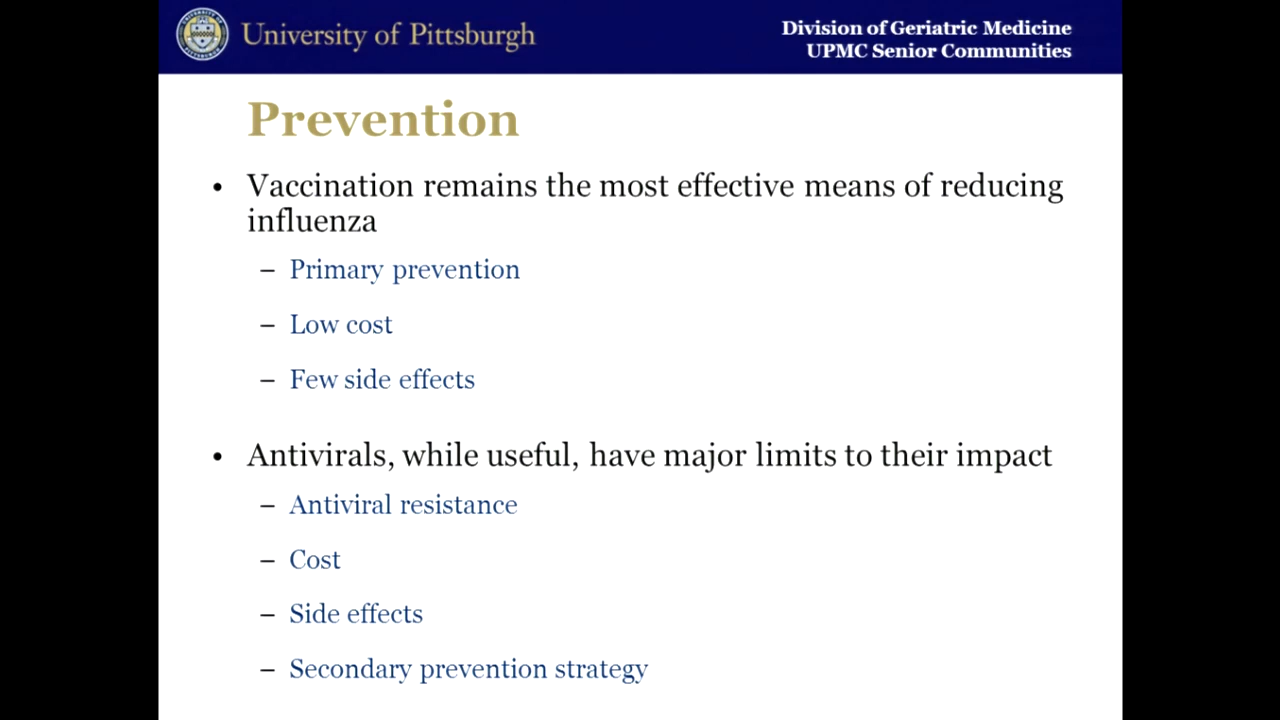 University of Pittsburgh
Division of Geriatric Medicine
UPMC Senior Communities
Prevention
• Vaccination remains the most effective means of reducing
influenza
– Primary prevention
– Low cost
– Few side effects
• Antivirals, while useful, have major limits to their impact
– Antiviral resistance
– Cost
– Side effects
– Secondary prevention strategy